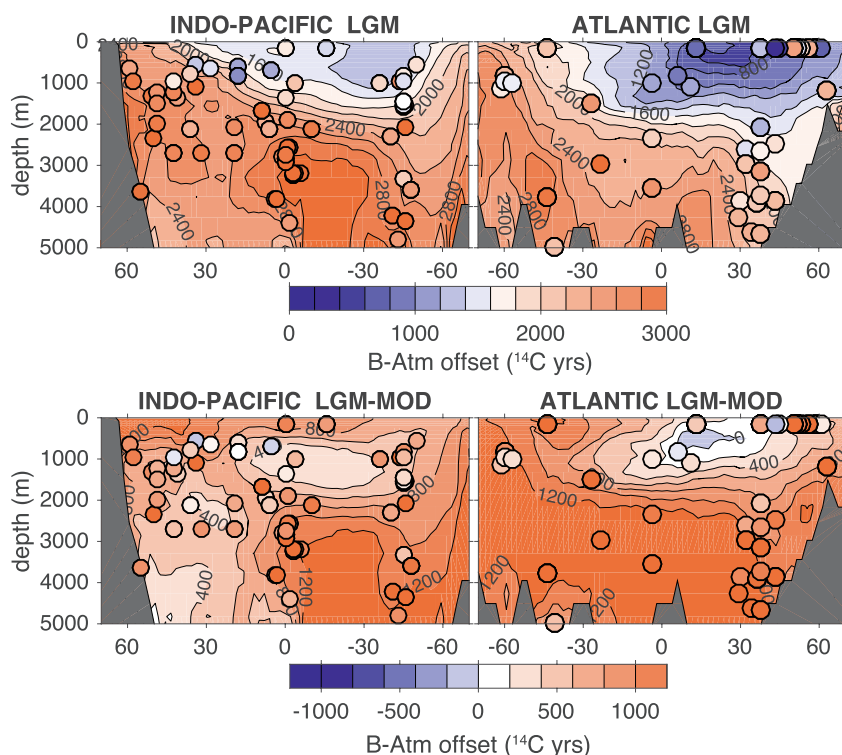 INDO-PACIFIC LGM ATLANTIC LGM
depth (m)
0
1000
2000
3000
4000
5000
2400 2000 1600 2000 2400 2400 2800 2800 2800
1200 800 1600 2000 2400 2400 2800 2400 2800
60 30 0 -30 -60 -60 -30 0 30 60
0 1000 2000 3000
B-Atm offset (¹⁴C yrs)
INDO-PACIFIC LGM-MOD ATLANTIC LGM-MOD
depth (m)
0
1000
2000
3000
4000
5000
800 400 400 800 1200 1200
0 400 1200 1200 1200
60 30 0 -30 -60 -60 -30 0 30 60
-1000 -500 0 500 1000
B-Atm offset (¹⁴C yrs)